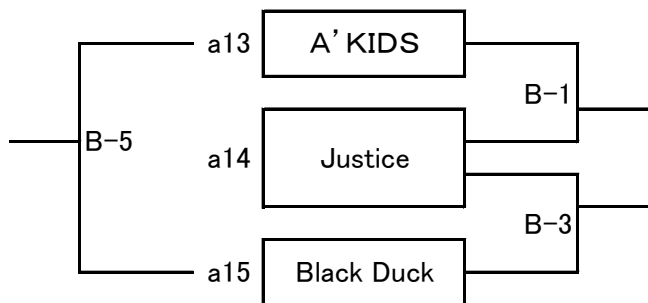 a13 A’KIDS
B-1
B-5 a14 Justice
B-3
a15 Black Duck